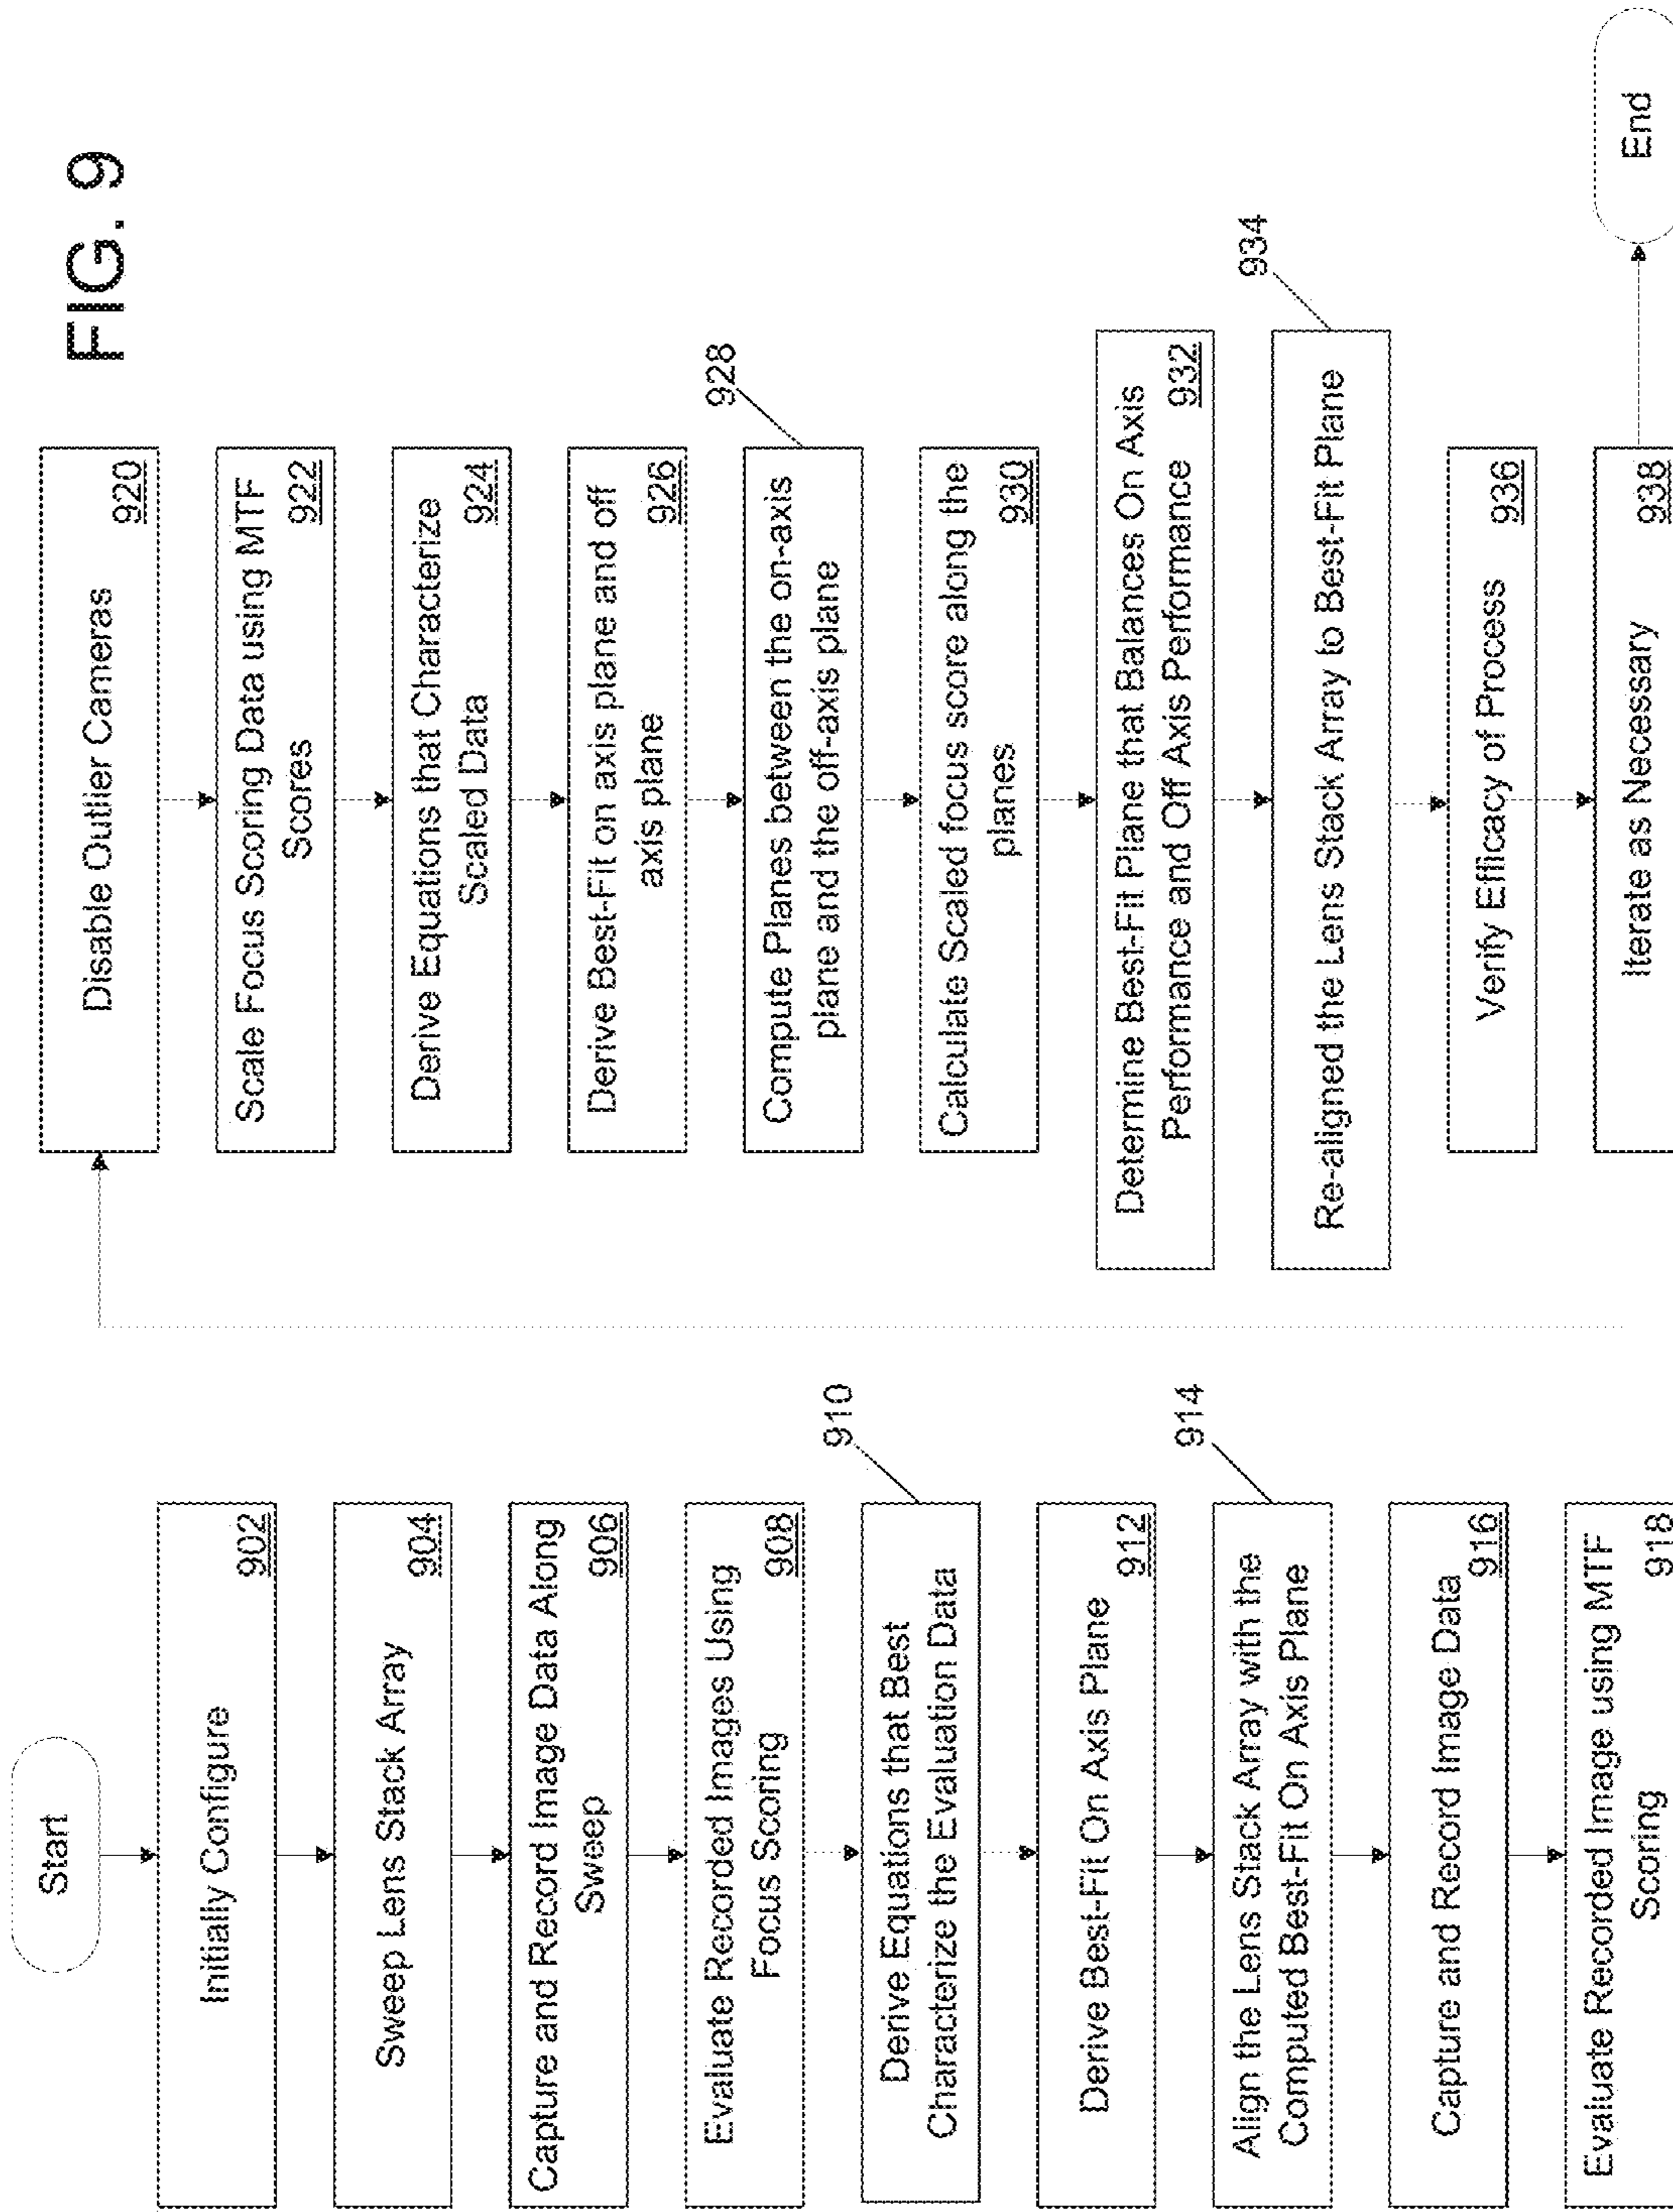 FIG. 9
Start
Initially Configure
902
Sweep Lens Stack Array
904
Capture and Record Image Data Along
Sweep
906
Evaluate Recorded Images Using
Focus Scoring
908
910
Derive Equations that Best
Characterize the Evaluation Data
Derive Best-Fit On Axis Plane
912
914
Align the Lens Stack Array with the
Computed Best-Fit On Axis Plane
Capture and Record Image Data
916
Evaluate Recorded Image using MTF
Scoring
918
Disable Outlier Cameras
920
Scale Focus Scoring Data using MTF
Scores
922
Derive Equations that Characterize
Scaled Data
924
Derive Best-Fit on axis plane and off
axis plane
926
928
Compute Planes between the on-axis
plane and the off-axis plane
Calculate Scaled focus score along the
planes
930
Determine Best-Fit Plane that Balances On Axis
Performance and Off Axis Performance
932
934
Re-aligned the Lens Stack Array to Best-Fit Plane
Verify Efficacy of Process
936
Iterate as Necessary
938
End